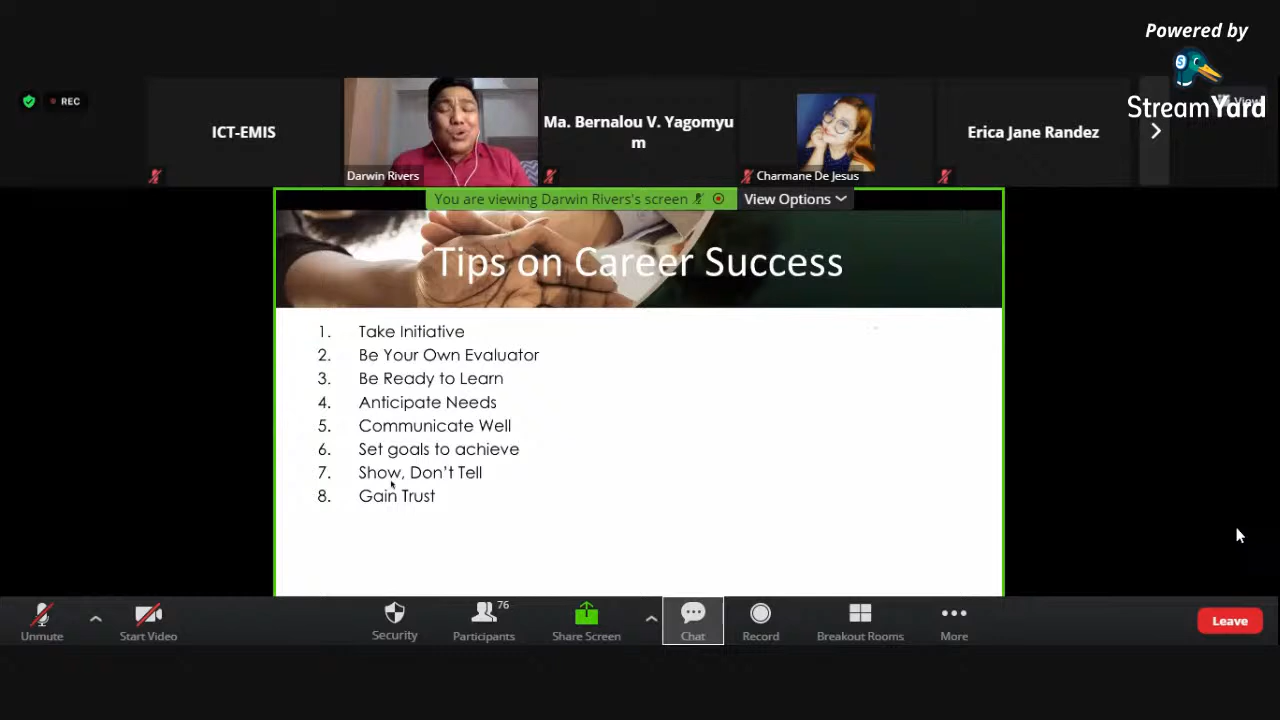 Powered by
StreamYard
REC
ICT-EMIS
Darwin Rivers
Ma. Bernalou V. Yagomyu
m
Charmane De Jesus
Erica Jane Randez
You are viewing Darwin Rivers's screen
View Options
Tips on Career Success
1. Take Initiative
2. Be Your Own Evaluator
3. Be Ready to Learn
4. Anticipate Needs
5. Communicate Well
6. Set goals to achieve
7. Show, Don't Tell
8. Gain Trust
Unmute
Start Video
Security
76
Participants
Share Screen
Chat
Record
Breakout Rooms
More
Leave